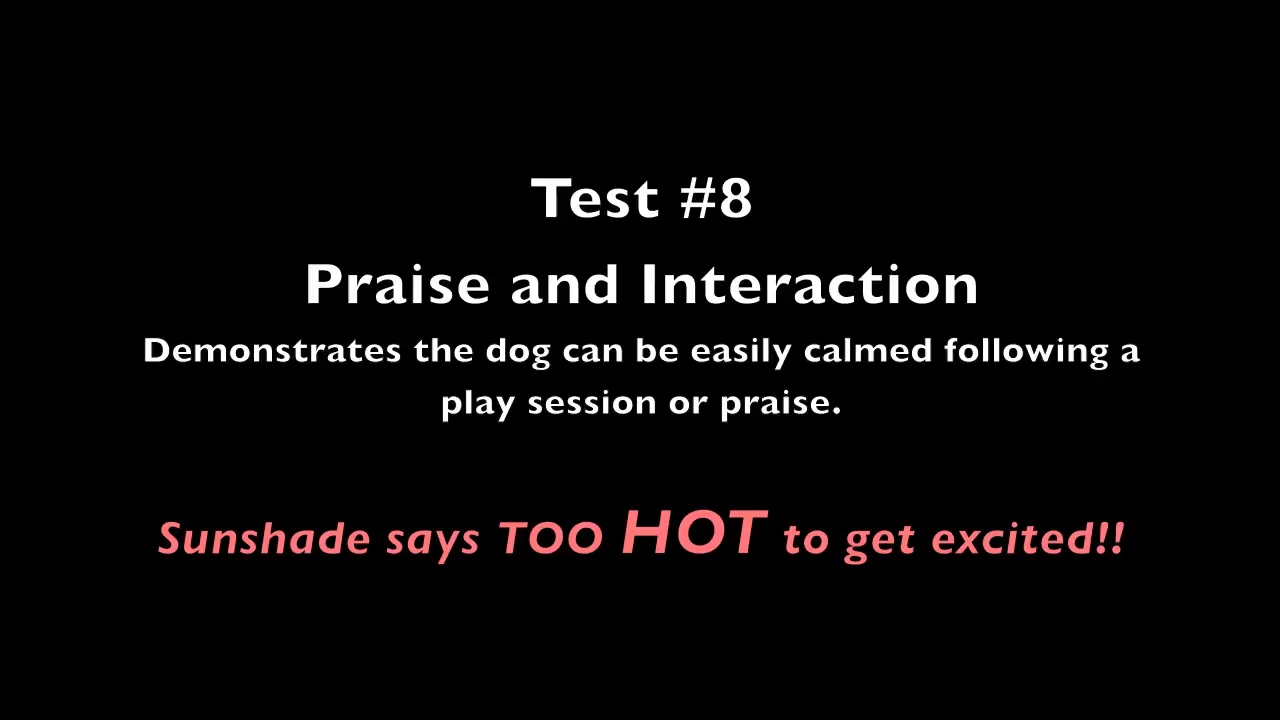 Test #8
Praise and Interaction
Demonstrates the dog can be easily calmed following a
play session or praise.
Sunshade says TOO HOT to get excited!!